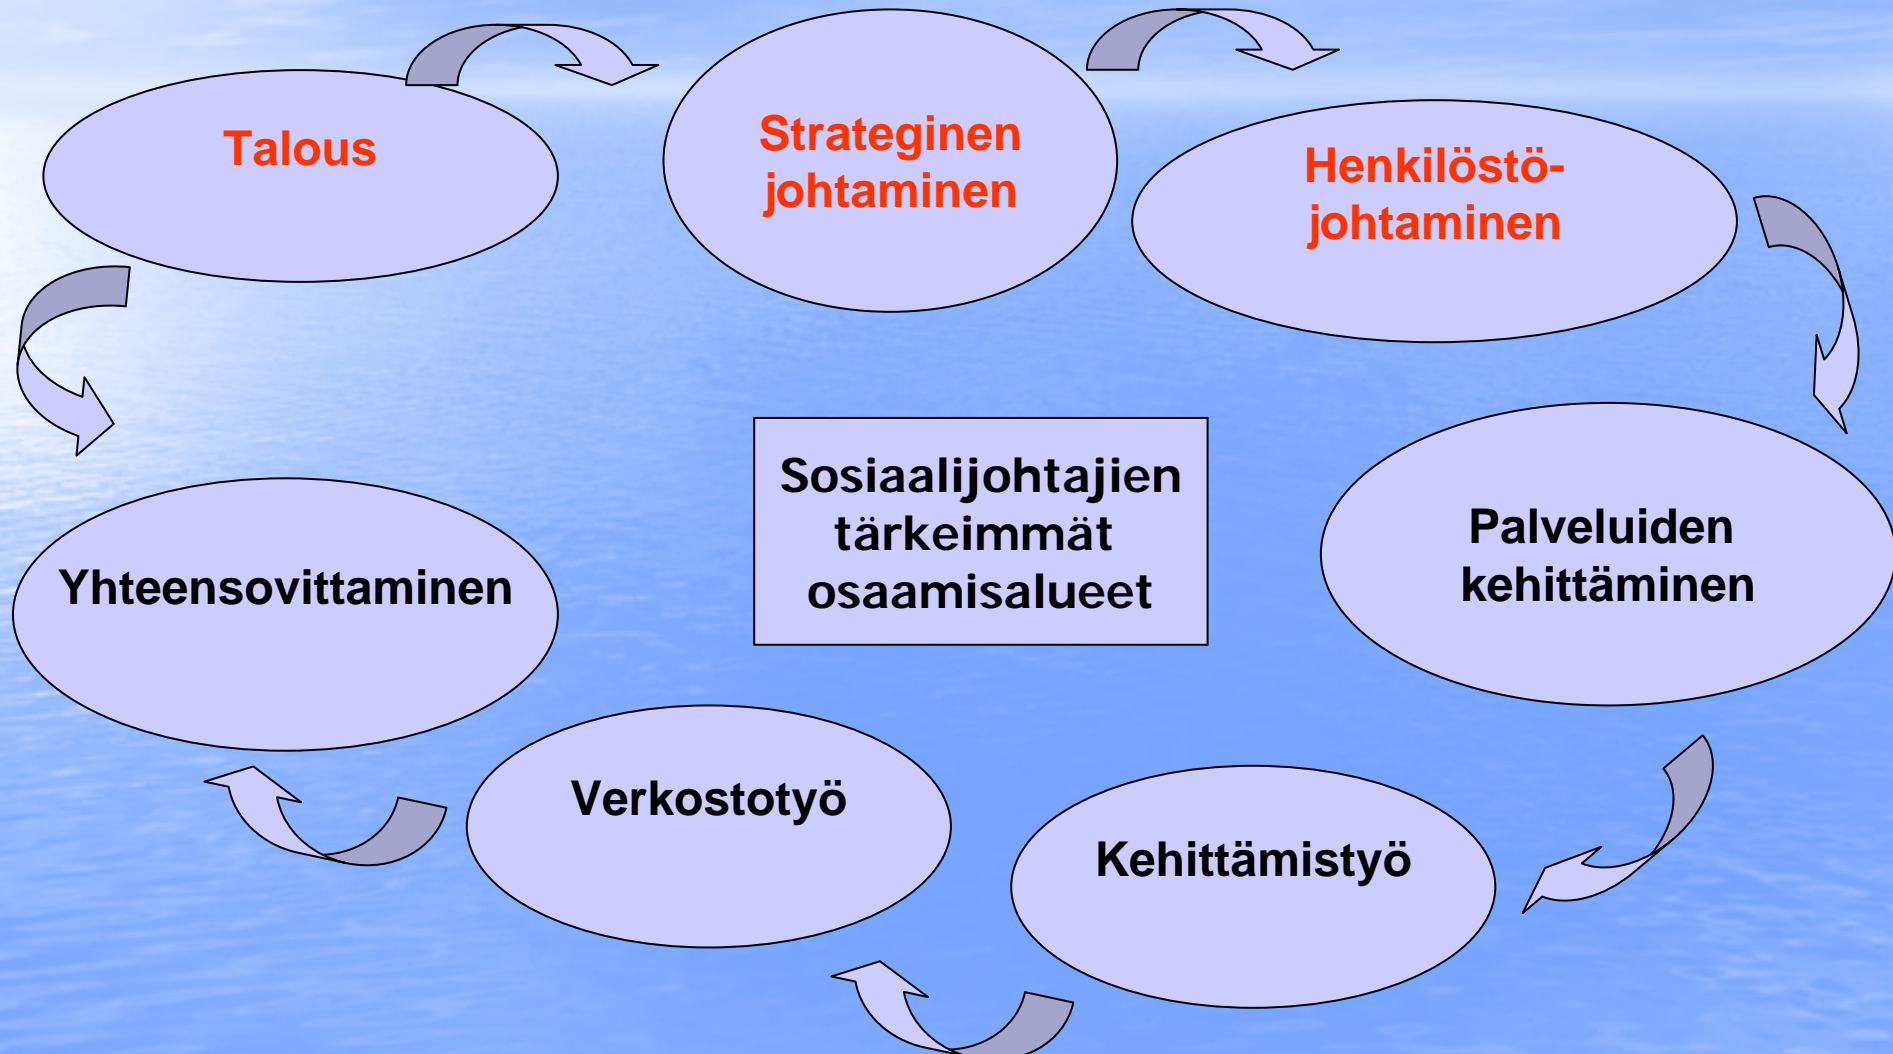 Talous
Strateginen
johtaminen
Henkilöstö-
johtaminen
Sosiaalijohtajien
tärkeimmät
osaamisalueet
Palveluiden
kehittäminen
Yhteensovittaminen
Verkostotyö
Kehittämistyö